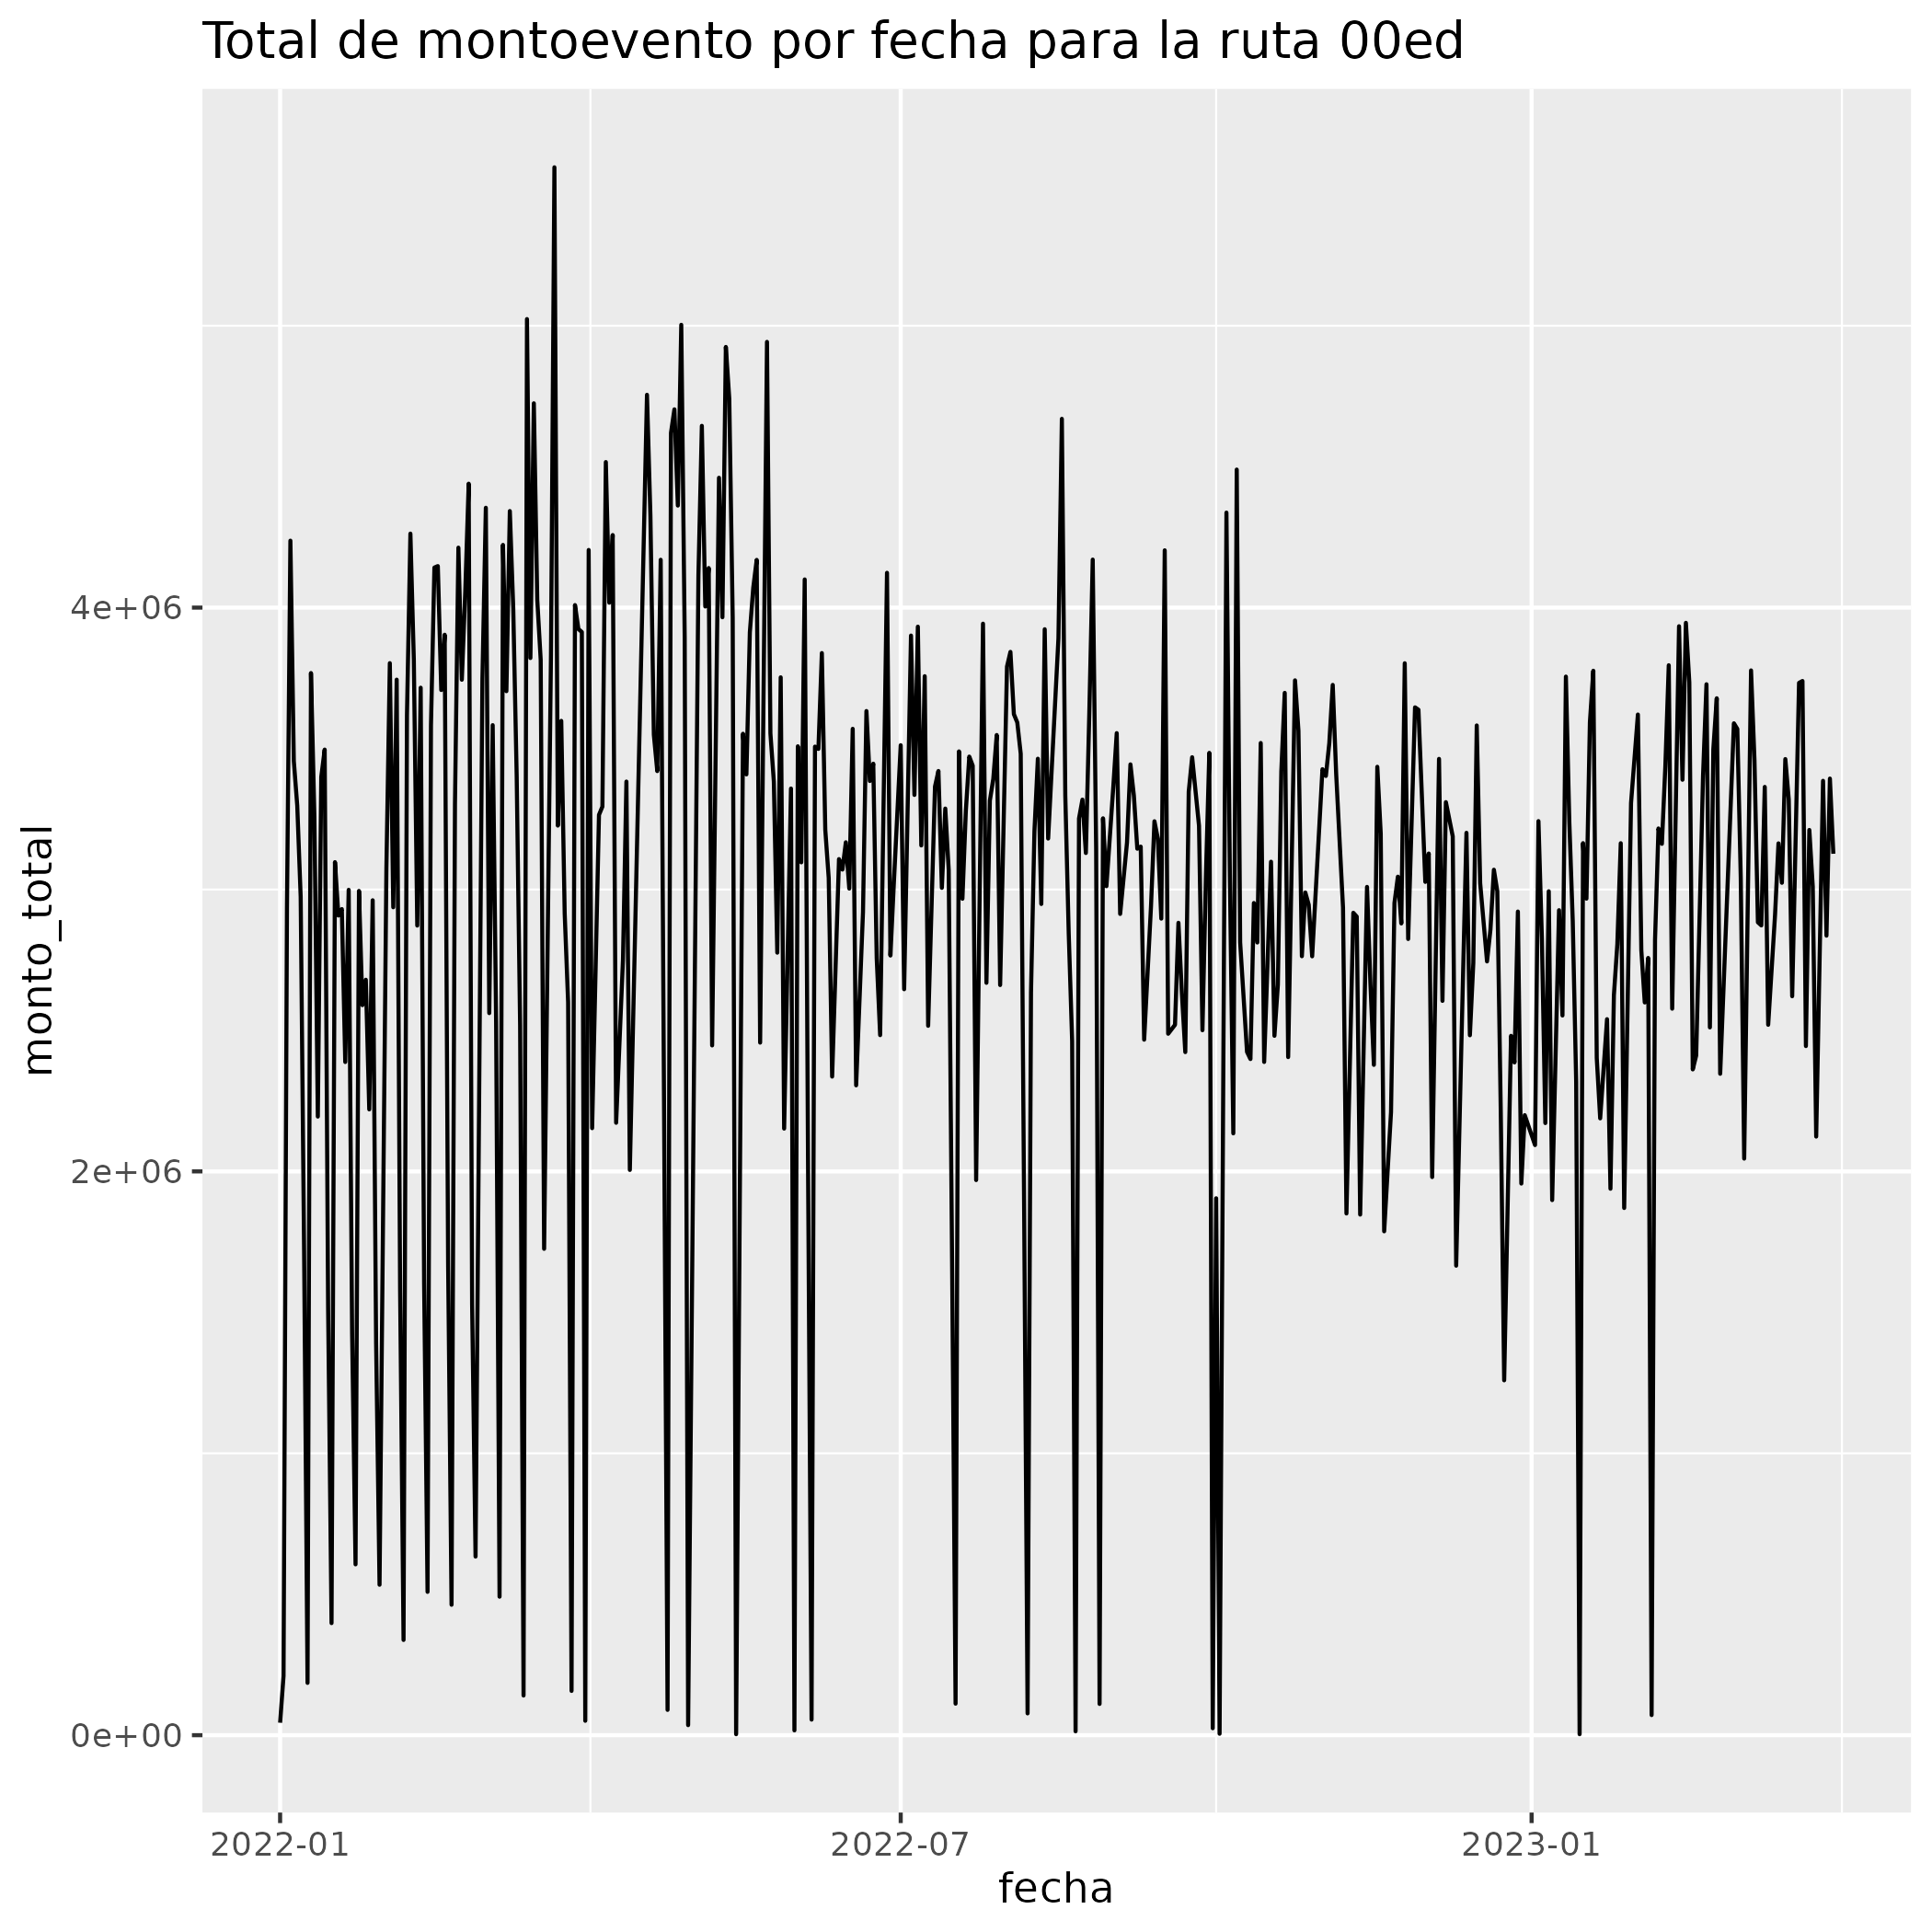 Total de montoevento por fecha para la ruta 00ed
monto_total
4e+06
2e+06
0e+00
2022-01
2022-07
2023-01
fecha